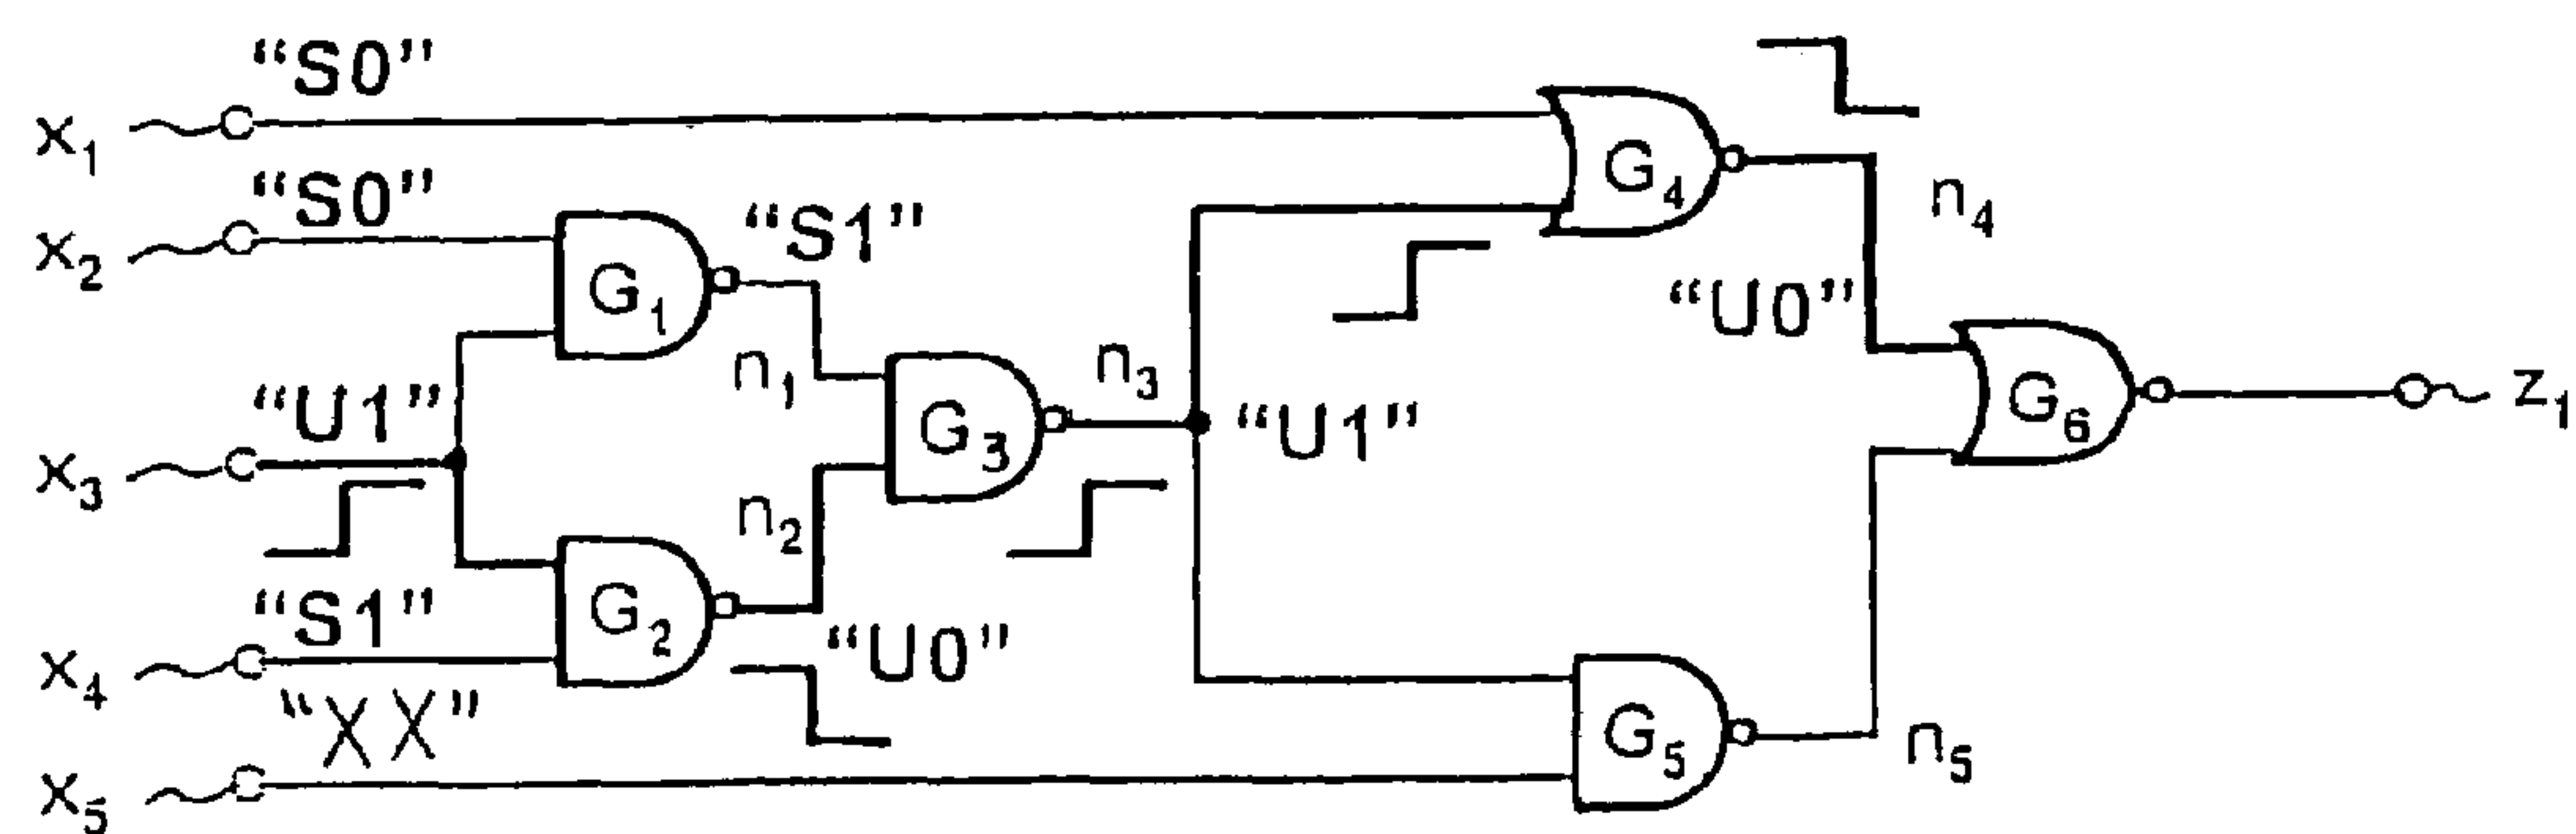 “S0”
x1
“S0”
x2
G1
“S1”
n1
“U1”
x3
G2
“S1”
x4
n2
“U0”
“XX”
x5
G3
n3
“U1”
G4
n4
“U0”
G5
n5
G6
z1